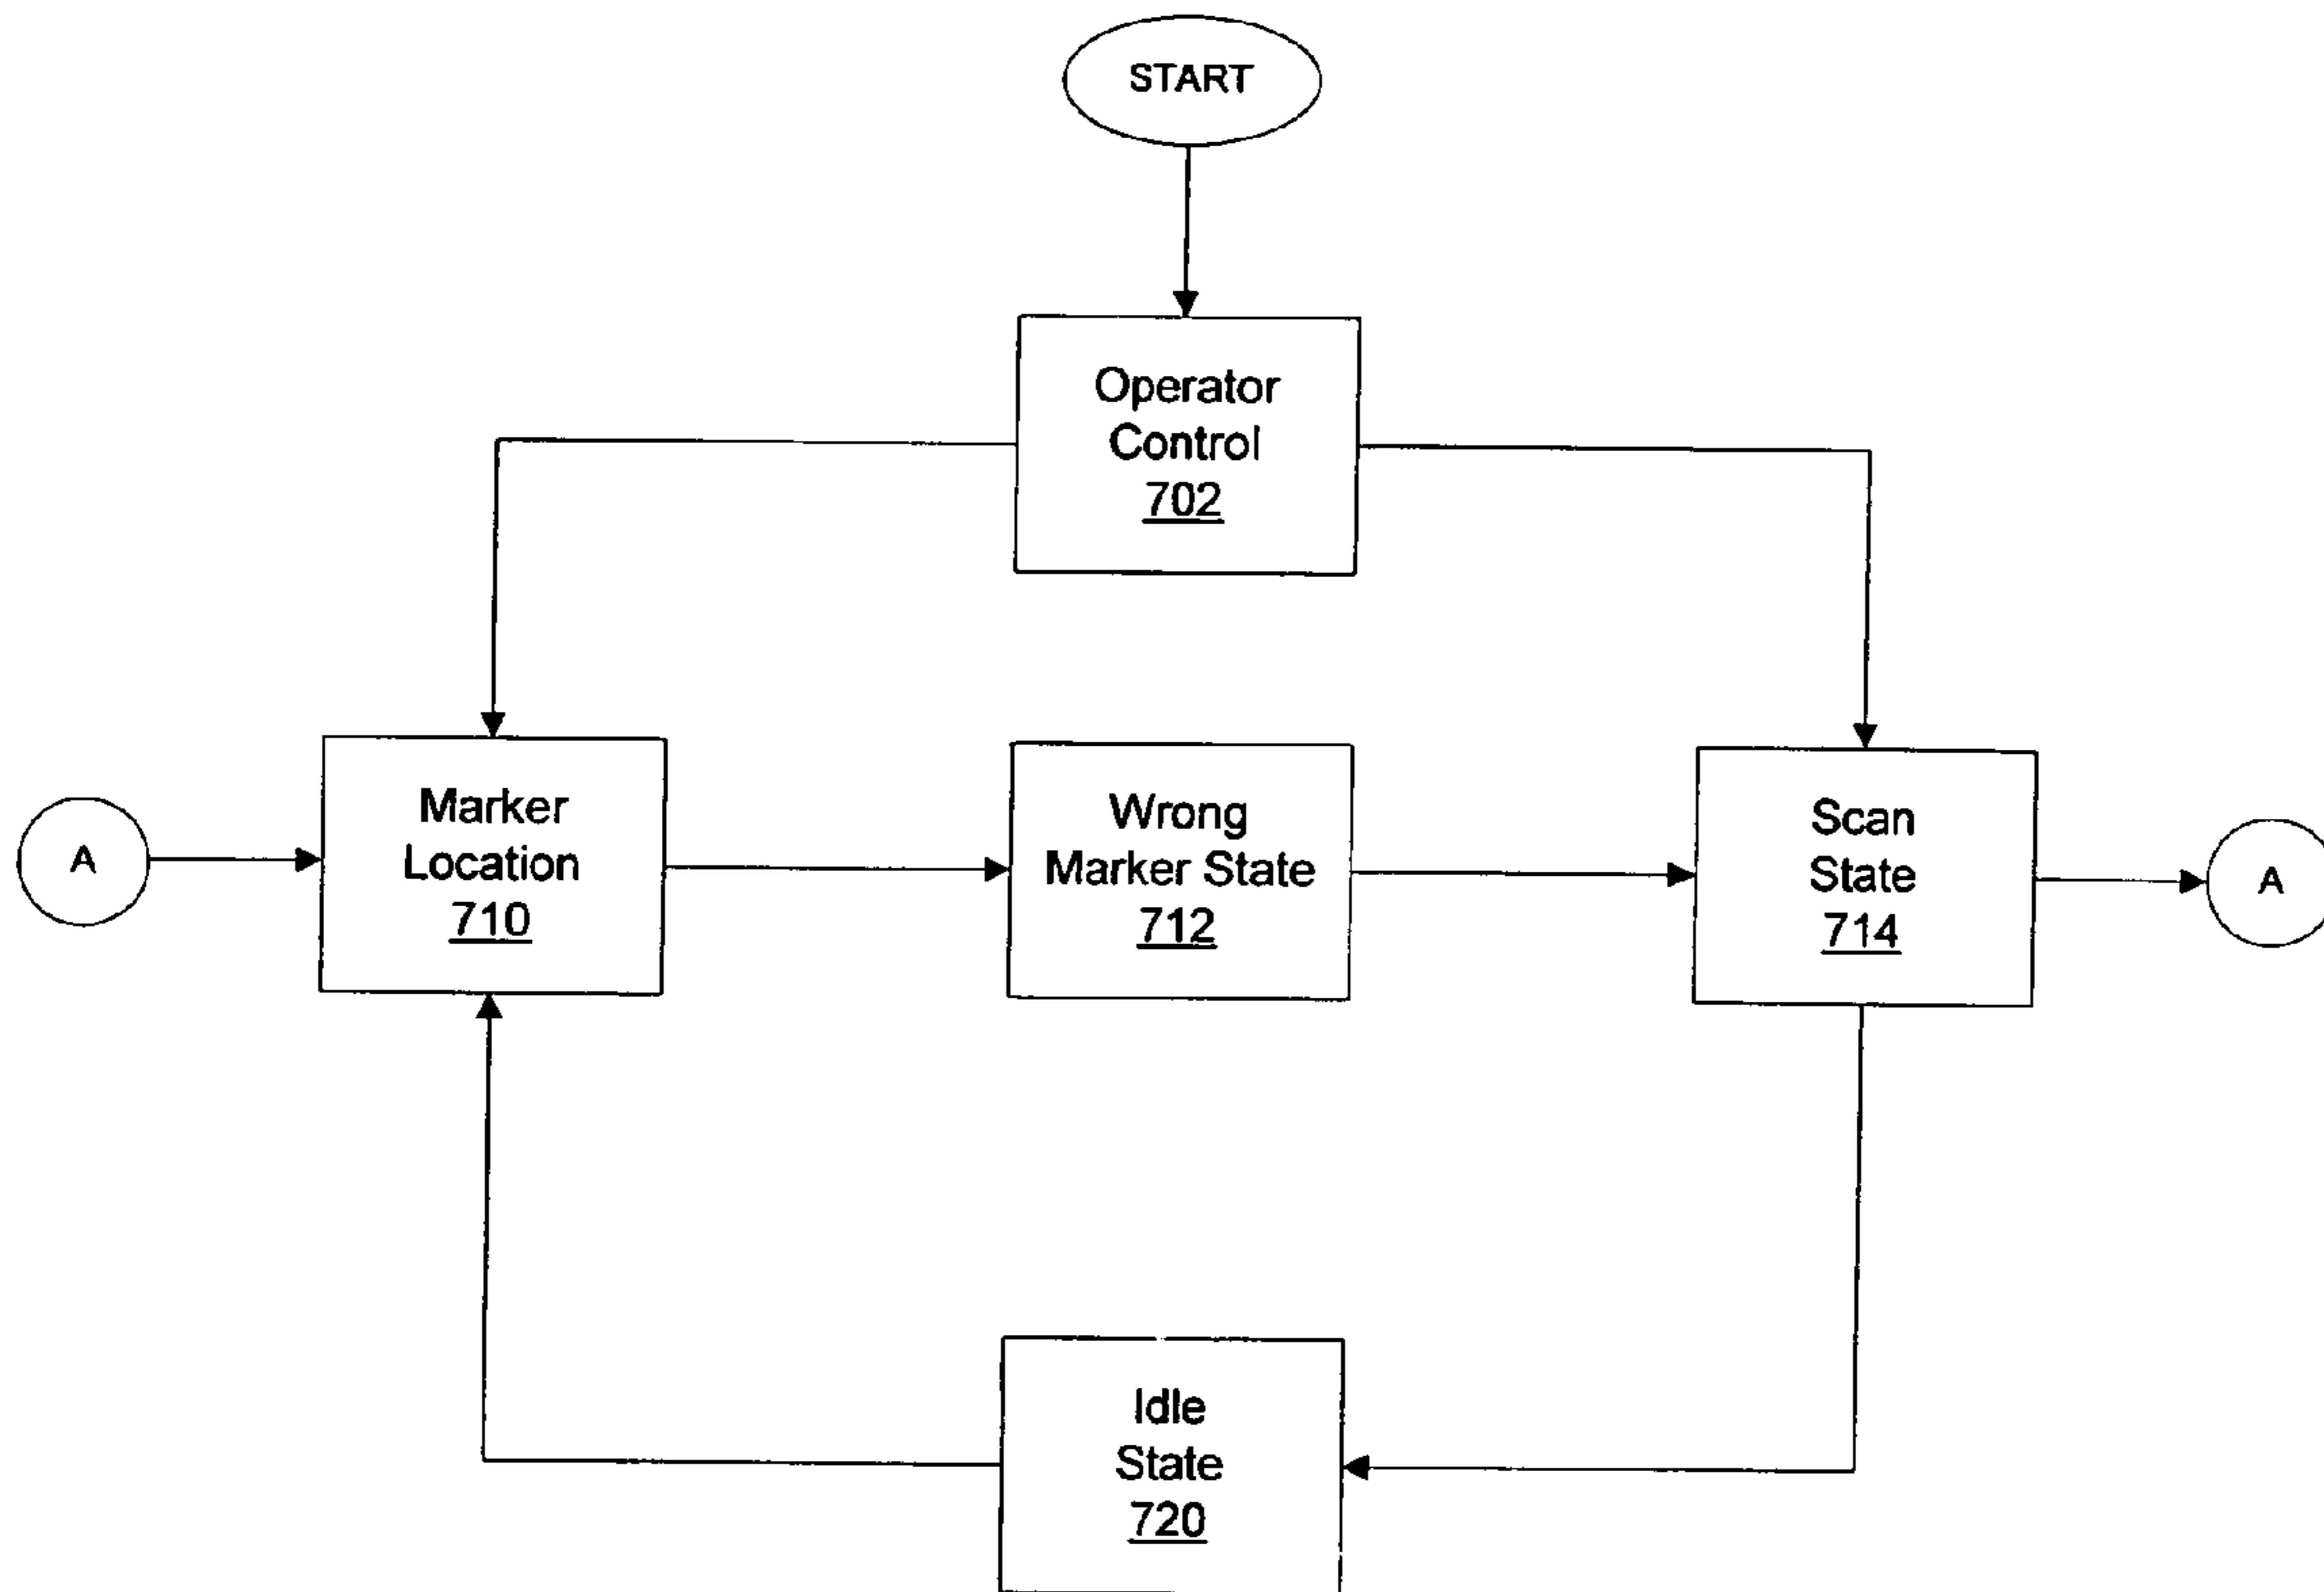 START
Operator
Control
702
A
Marker
Location
710
Wrong
Marker State
712
Scan
State
714
A
Idle
State
720